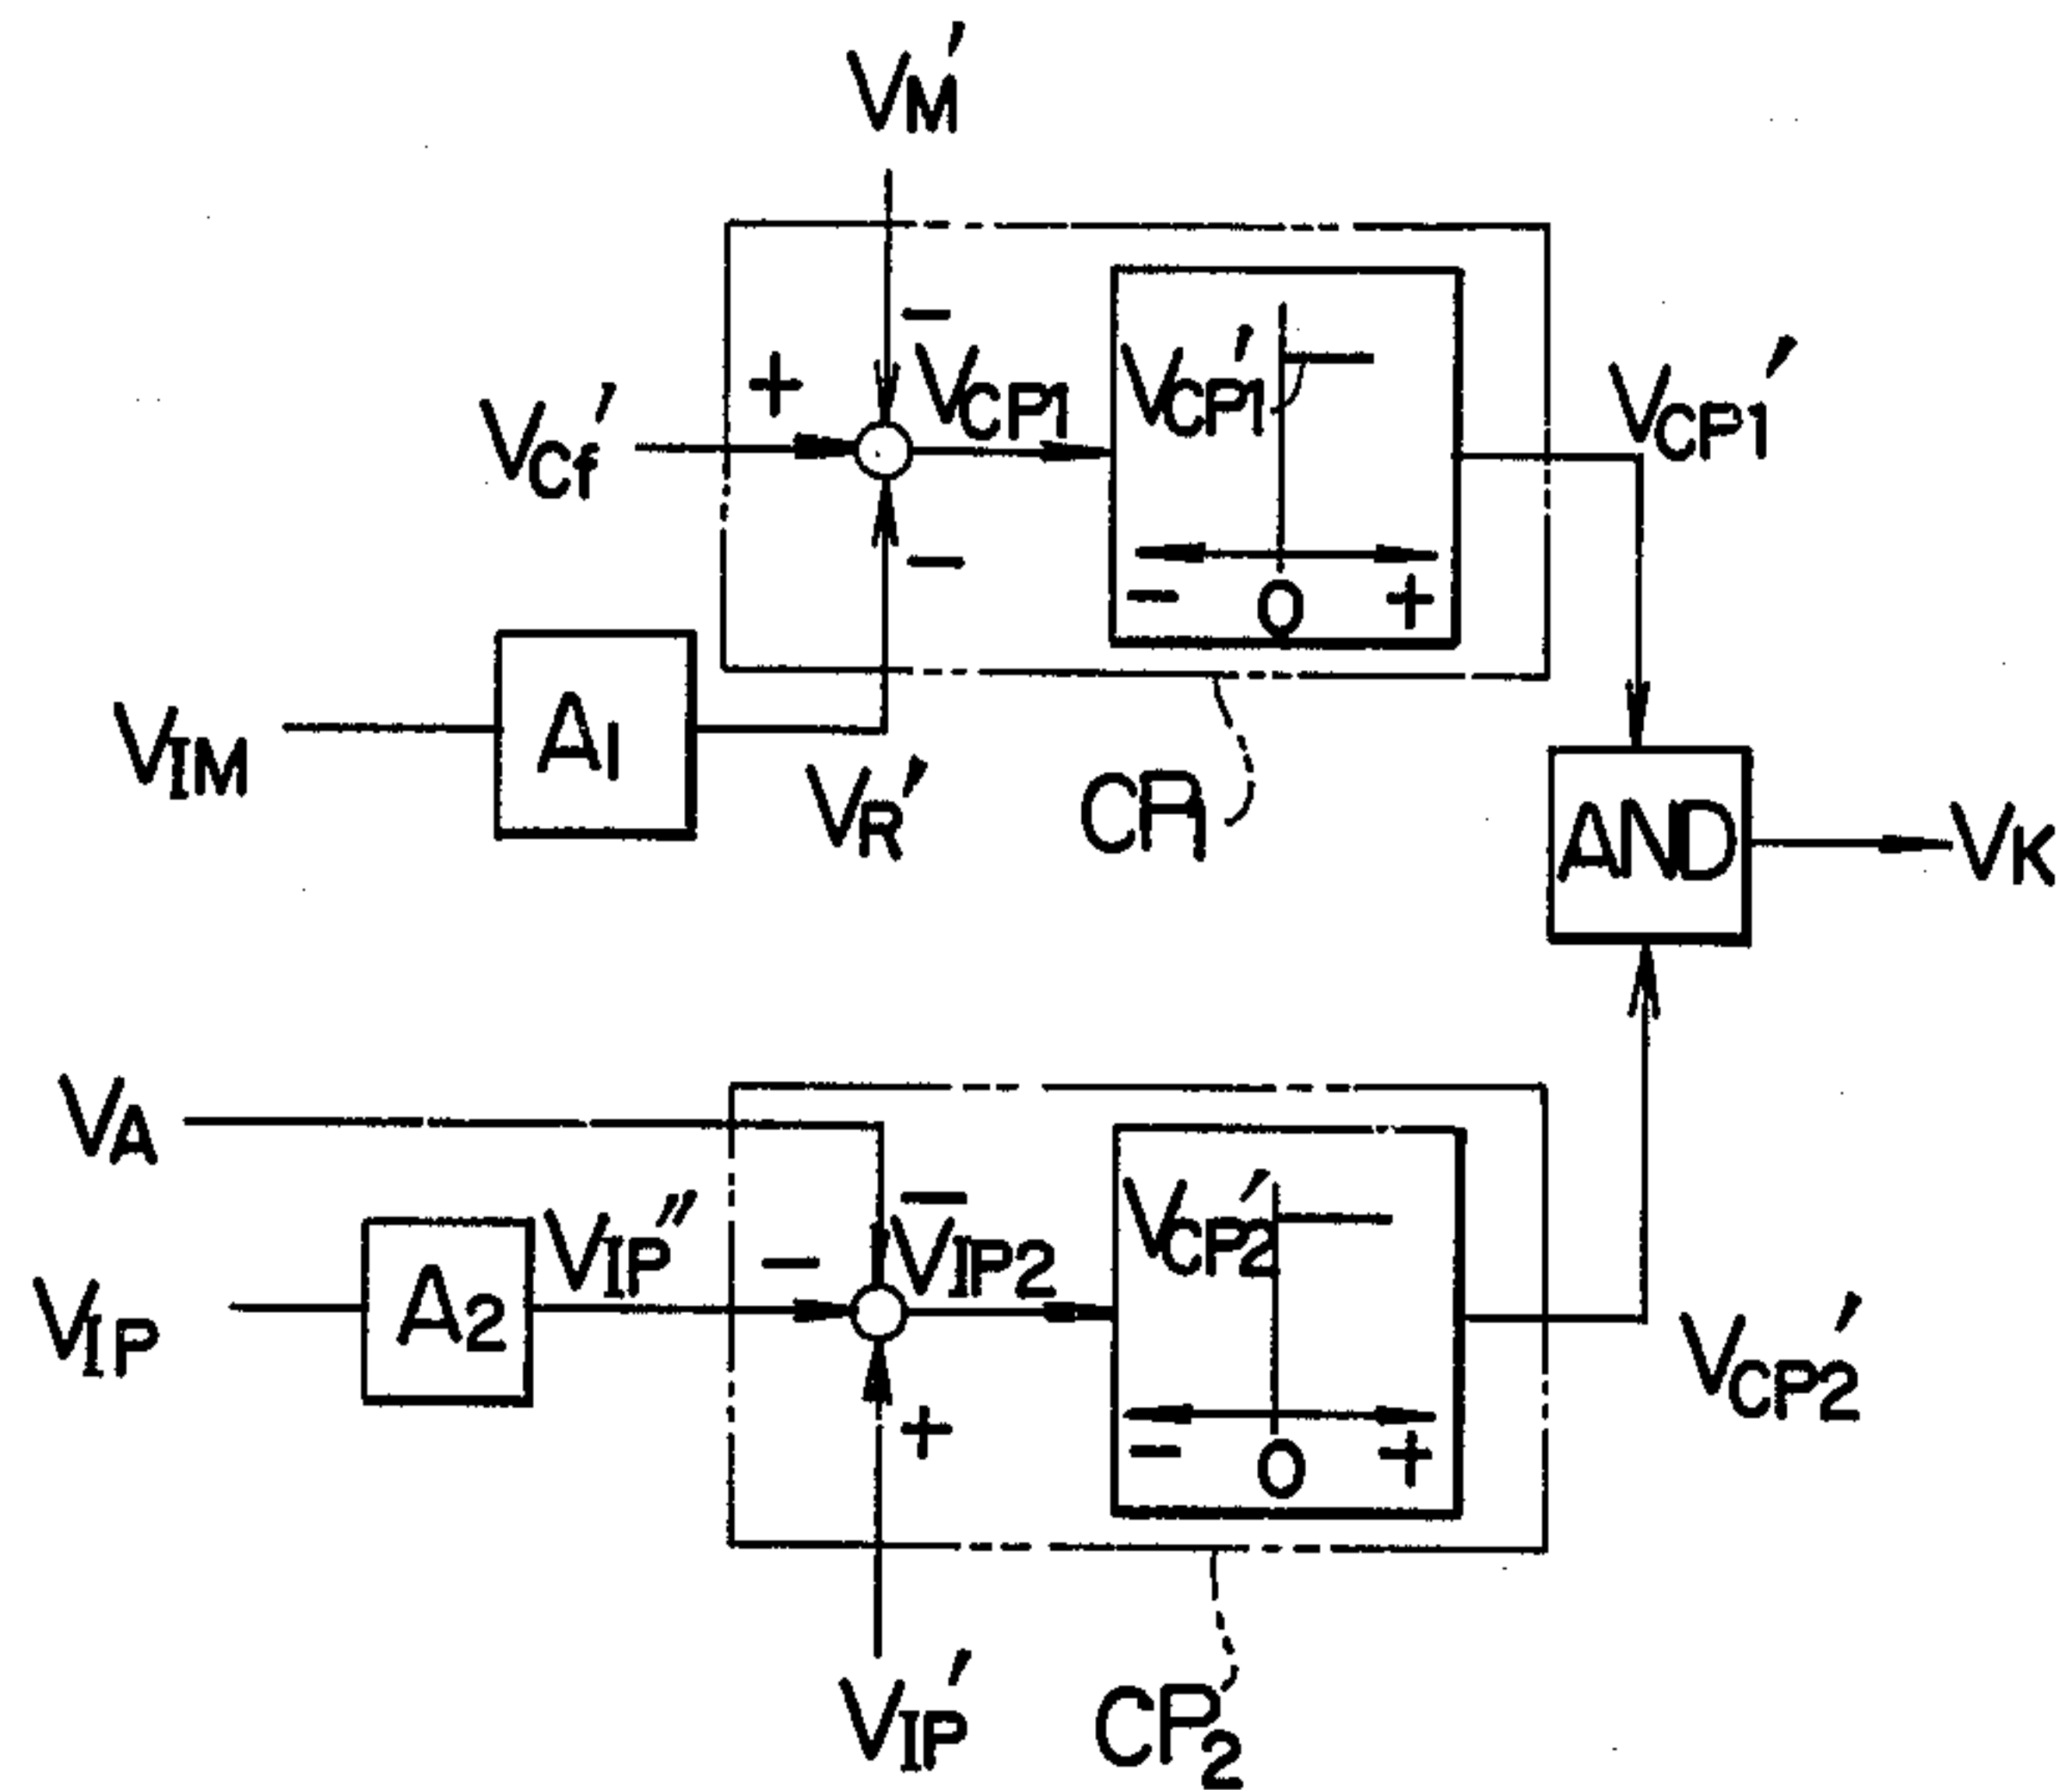 VM'
−
+
VCP1
VCP1'
VCP1'
VCf'
−
− 0 +
VIM
A1
VR'
CP1
AND
VK
VA
−
VCP2'
VIP''
−
VIP2
VIP
A2
+
− 0 +
VCP2'
VIP'
CP2